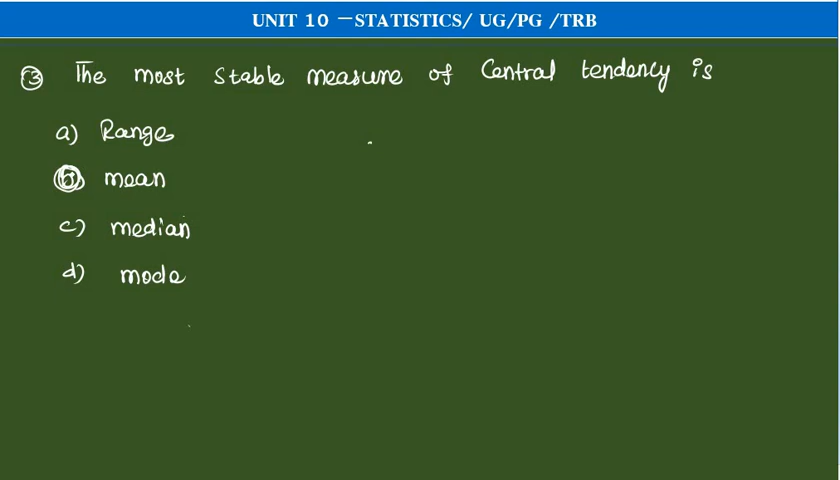 UNIT 10 – STATISTICS/ UG/PG /TRB
③ The most stable measure of Central tendency is
a) Range
b) mean
c) median
d) mode